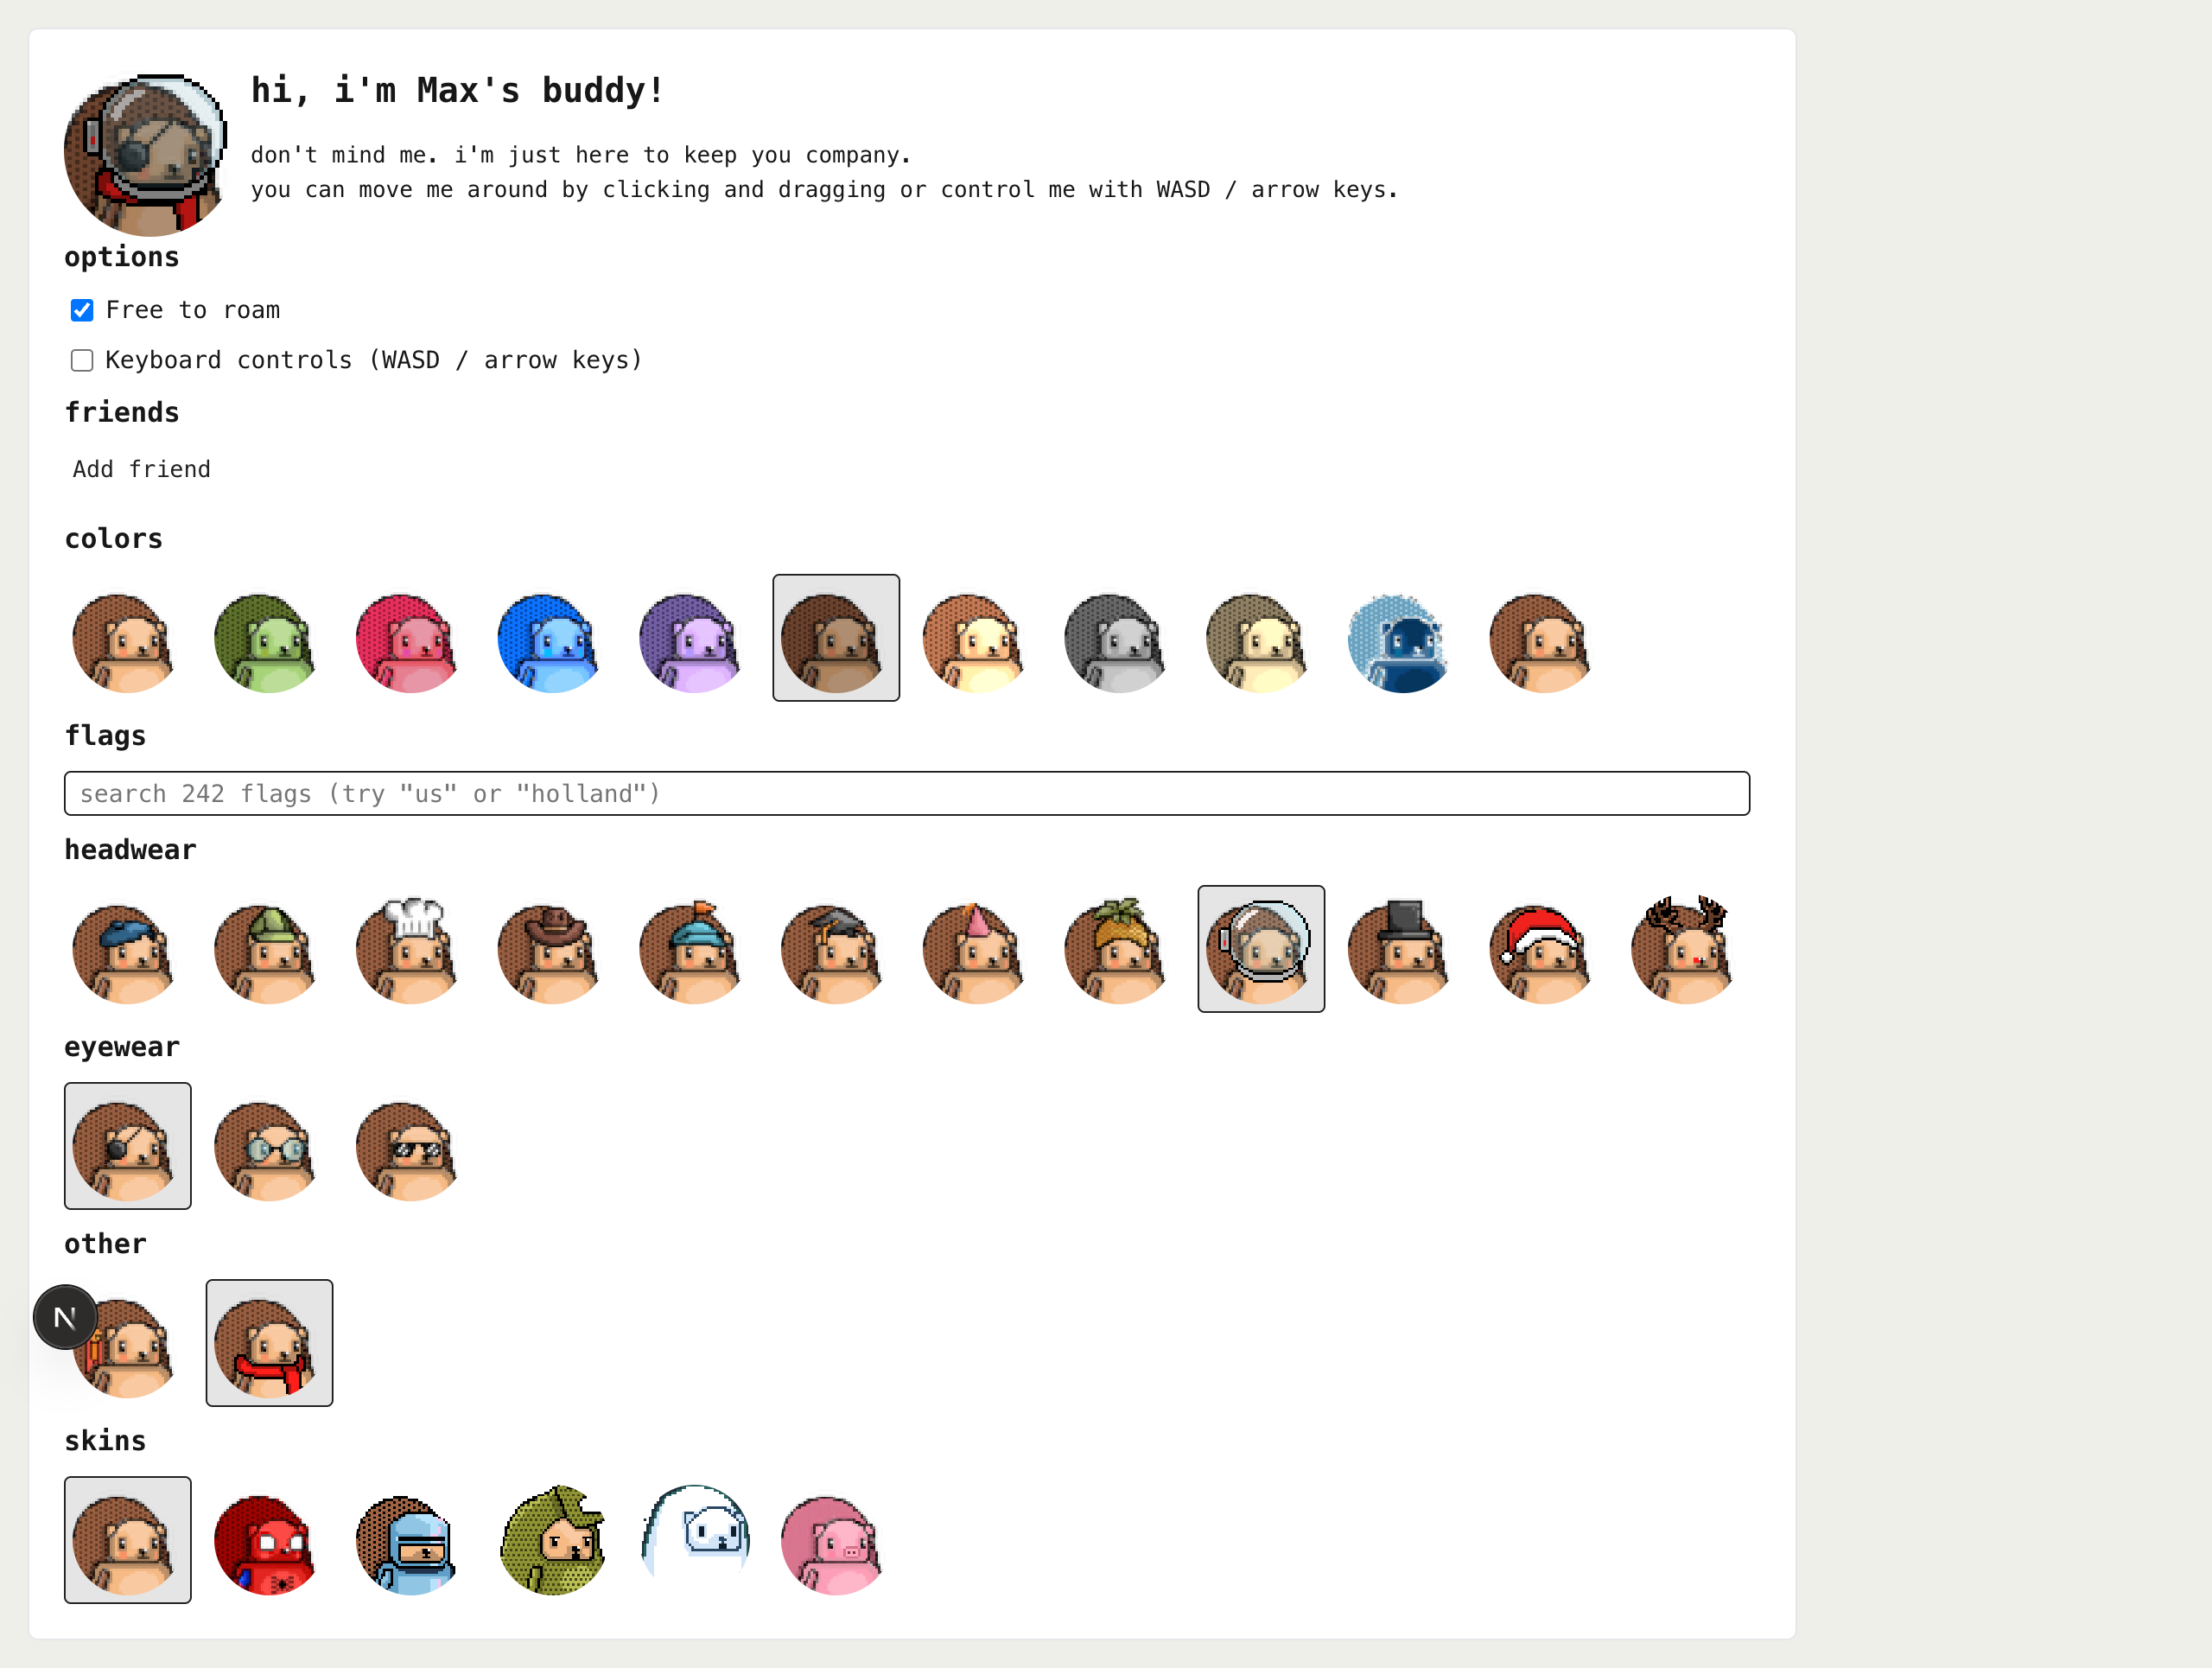 hi, i'm Max's buddy!
don't mind me. i'm just here to keep you company.
you can move me around by clicking and dragging or control me with WASD / arrow keys.
options
Free to roam
Keyboard controls (WASD / arrow keys)
friends
Add friend
colors
flags
search 242 flags (try "us" or "holland")
headwear
eyewear
other
N
skins